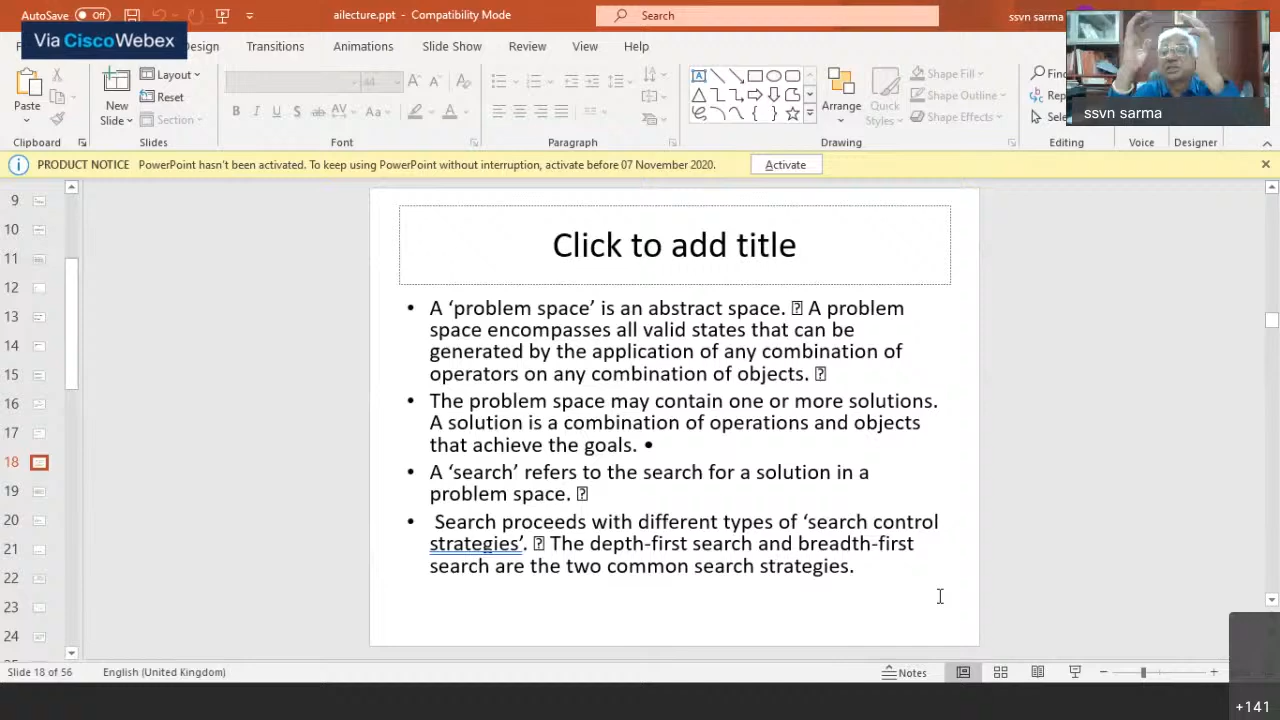 AutoSave Off ailecture.ppt - Compatibility Mode Search ssvn sarma
Via Cisco Webex
Design Transitions Animations Slide Show Review View Help
Paste
New
Slide
Layout
Reset
Section
44
Arrange
Quick
Styles
Shape Fill
Shape Outline
Shape Effects
ssvn sarma
Clipboard Slides Font Paragraph Drawing Editing Voice Designer
PRODUCT NOTICE PowerPoint hasn't been activated. To keep using PowerPoint without interruption, activate before 07 November 2020. Activate
9
10
11
12
13
14
15
16
17
18
19
20
21
22
23
24
Click to add title
• A ‘problem space’ is an abstract space. ⍰ A problem
space encompasses all valid states that can be
generated by the application of any combination of
operators on any combination of objects. ⍰
• The problem space may contain one or more solutions.
A solution is a combination of operations and objects
that achieve the goals. •
• A ‘search’ refers to the search for a solution in a
problem space. ⍰
• Search proceeds with different types of ‘search control
strategies’. ⍰ The depth-first search and breadth-first
search are the two common search strategies.
Slide 18 of 56 English (United Kingdom) Notes
+141